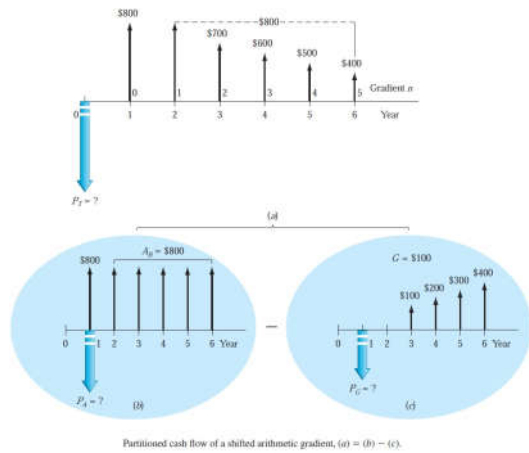 $800
$800
$700
$600
$500
$400
Gradient n
0 1 2 3 4 5
0 1 2 3 4 5 6 Year
P_T = ?
(a)
A_B = $800
$800
0 1 2 3 4 5 6 Year
P_A = ?
(b)
G = $100
$400
$300
$200
$100
0 1 2 3 4 5 6 Year
P_G = ?
(c)
Partitioned cash flow of a shifted arithmetic gradient, (a) = (b) − (c).